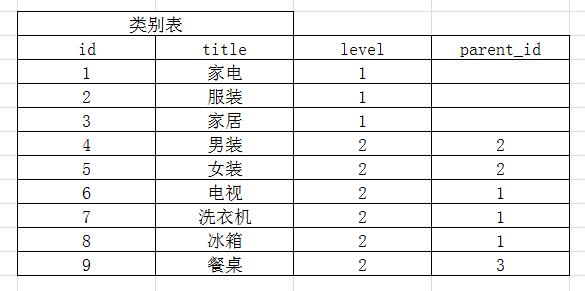 类别表
id title level parent_id
1 家电 1
2 服装 1
3 家居 1
4 男装 2 2
5 女装 2 2
6 电视 2 1
7 洗衣机 2 1
8 冰箱 2 1
9 餐桌 2 3